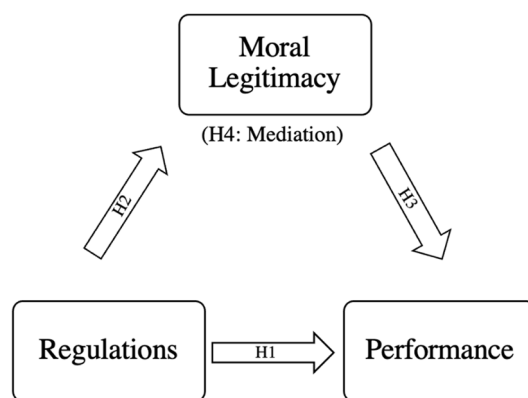 Moral
Legitimacy
(H4: Mediation)
H2
H3
Regulations
H1
Performance